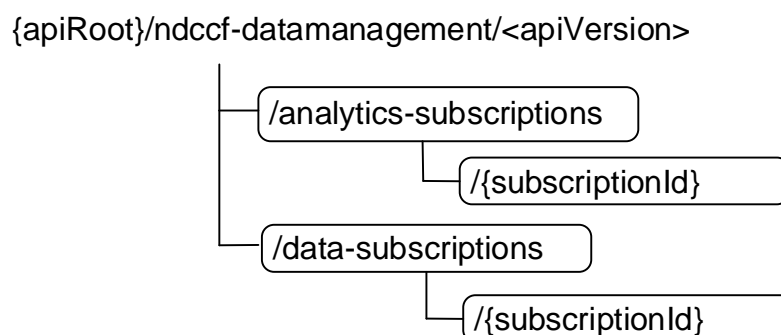 {apiRoot}/ndccf-datamanagement/<apiVersion>
/analytics-subscriptions
/{subscriptionId}
/data-subscriptions
/{subscriptionId}